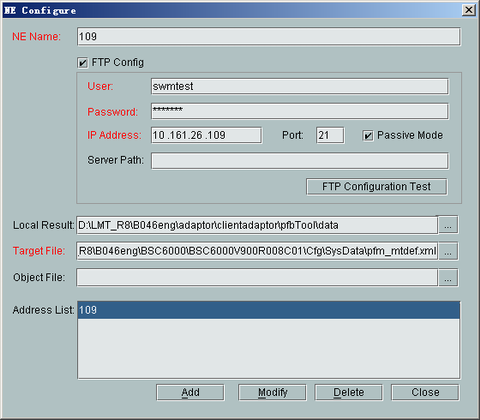 NE Configure
NE Name: 109
FTP Config
User: swmtest
Password: *******
IP Address: 10 .161.26 .109 Port: 21 Passive Mode
Server Path:
FTP Configuration Test
Local Result: D:\LMT_R8\B046eng\adaptor\clientadaptor\pfbTool\data ...
Target File: R8\B046eng\BSC6000\BSC6000V900R008C01\Cfg\SysData\pfm_mtdef.xml ...
Object File: ...
Address List: 109
Add Modify Delete Close